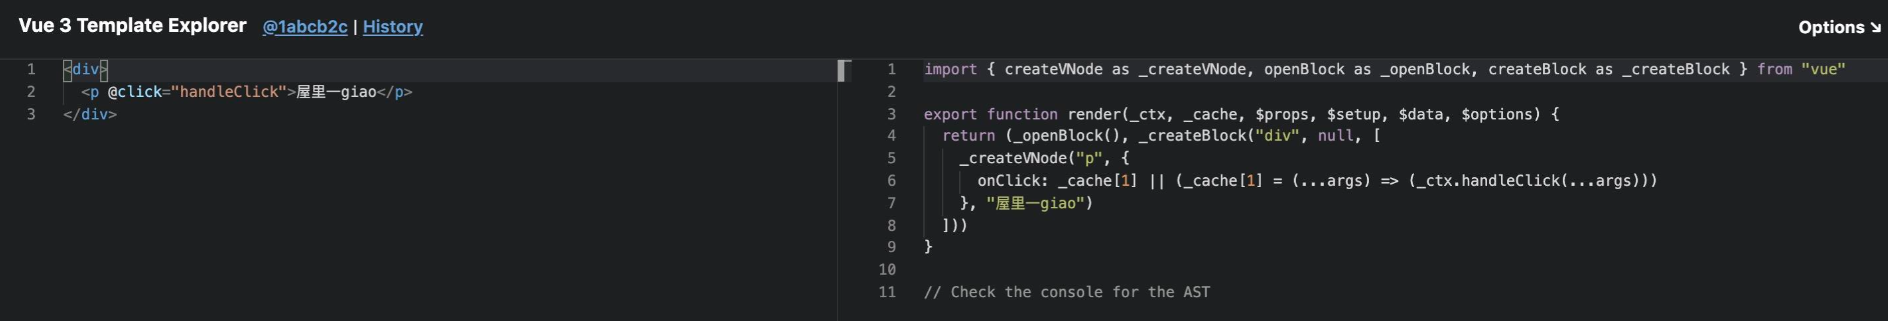 Vue 3 Template Explorer @1abcb2c | History
Options ↘
1 <div>
2 <p @click="handleClick">屋里一giao</p>
3 </div>
1 import { createVNode as _createVNode, openBlock as _openBlock, createBlock as _createBlock } from "vue"
2
3 export function render(_ctx, _cache, $props, $setup, $data, $options) {
4 return (_openBlock(), _createBlock("div", null, [
5 _createVNode("p", {
6 onClick: _cache[1] || (_cache[1] = (...args) => (_ctx.handleClick(...args)))
7 }, "屋里一giao")
8 ]))
9 }
10
11 // Check the console for the AST